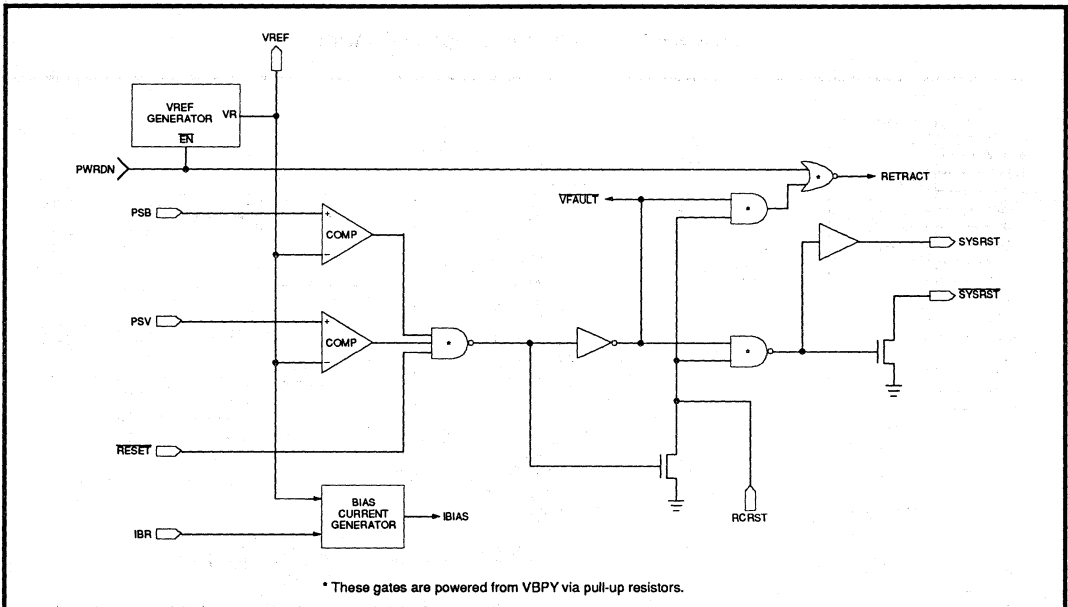 VREF
VREF
GENERATOR
VR
EN
PWRDN
*
RETRACT
VFAULT
*
PSB
+
COMP
−
SYSRST
SYSRST
PSV
+
COMP
−
*
*
RESET
BIAS
CURRENT
GENERATOR
IBIAS
IBR
RCRST
* These gates are powered from VBPY via pull-up resistors.